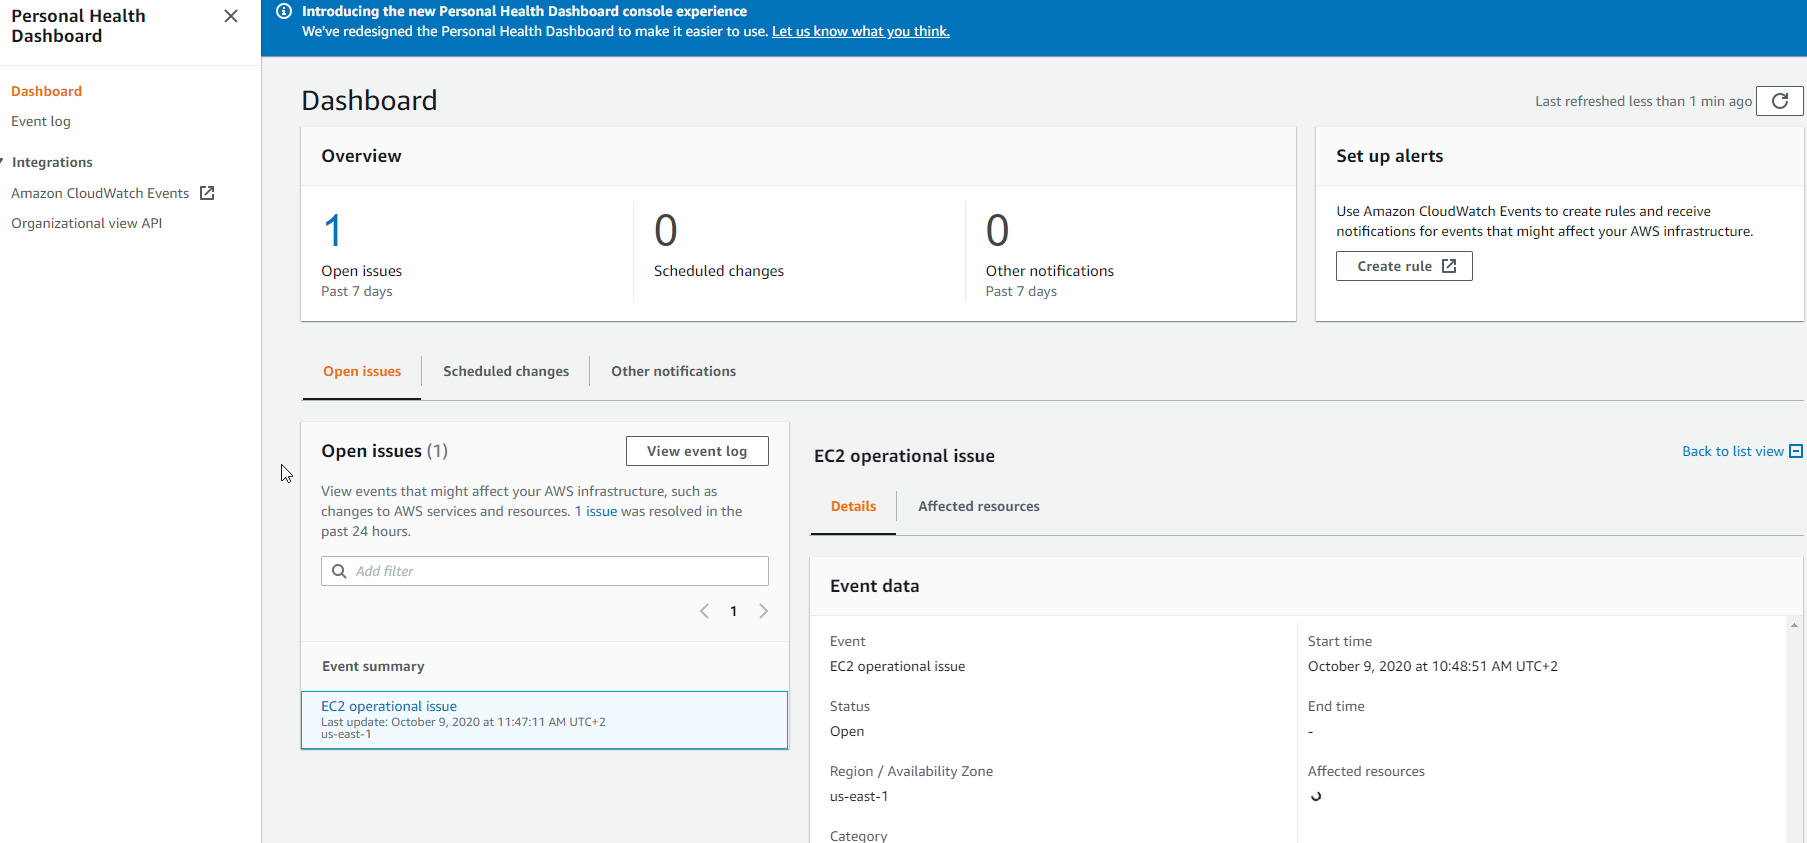 Personal Health
Dashboard
Dashboard
Event log
Integrations
Amazon CloudWatch Events
Organizational view API
Introducing the new Personal Health Dashboard console experience
We've redesigned the Personal Health Dashboard to make it easier to use. Let us know what you think.
Dashboard
Last refreshed less than 1 min ago
Overview
1
Open issues
Past 7 days
0
Scheduled changes
0
Other notifications
Past 7 days
Set up alerts
Use Amazon CloudWatch Events to create rules and receive
notifications for events that might affect your AWS infrastructure.
Create rule
Open issues
Scheduled changes
Other notifications
Open issues (1)
View event log
View events that might affect your AWS infrastructure, such as
changes to AWS services and resources. 1 issue was resolved in the
past 24 hours.
Add filter
1
Event summary
EC2 operational issue
Last update: October 9, 2020 at 11:47:11 AM UTC+2
us-east-1
EC2 operational issue
Back to list view
Details
Affected resources
Event data
Event
EC2 operational issue
Status
Open
Region / Availability Zone
us-east-1
Category
Start time
October 9, 2020 at 10:48:51 AM UTC+2
End time
-
Affected resources